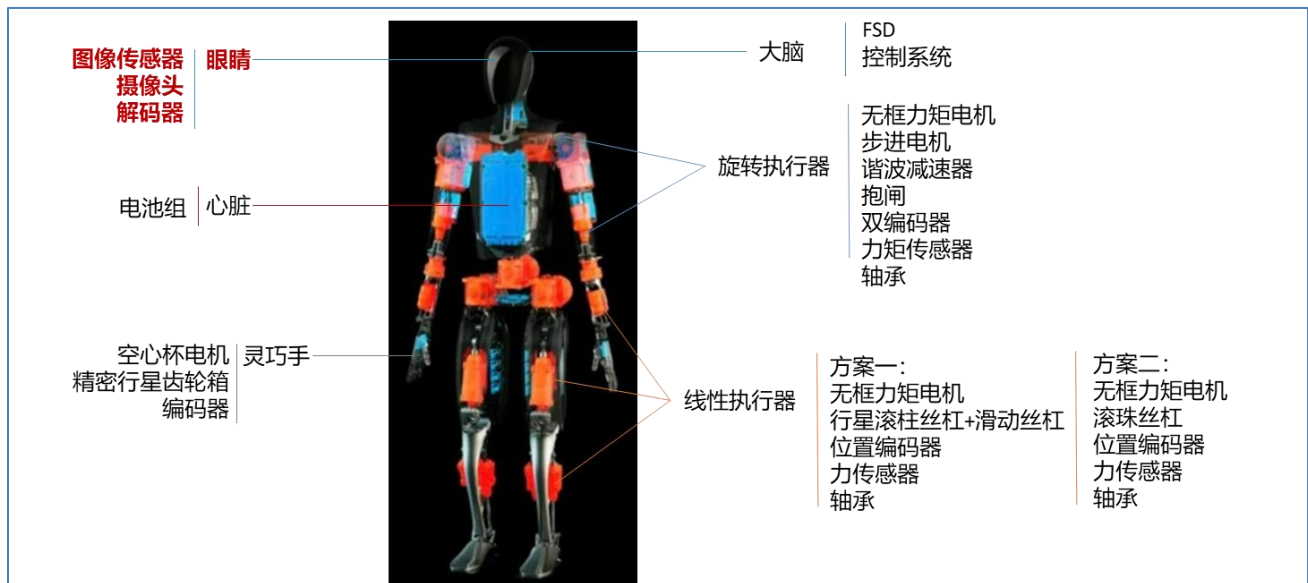 图像传感器
摄像头
解码器
眼睛
大脑
FSD
控制系统
无框力矩电机
步进电机
谐波减速器
抱闸
双编码器
力矩传感器
轴承
旋转执行器
电池组
心脏
空心杯电机
精密行星齿轮箱
编码器
灵巧手
线性执行器
方案一：
无框力矩电机
行星滚柱丝杠+滑动丝杠
位置编码器
力传感器
轴承
方案二：
无框力矩电机
滚珠丝杠
位置编码器
力传感器
轴承